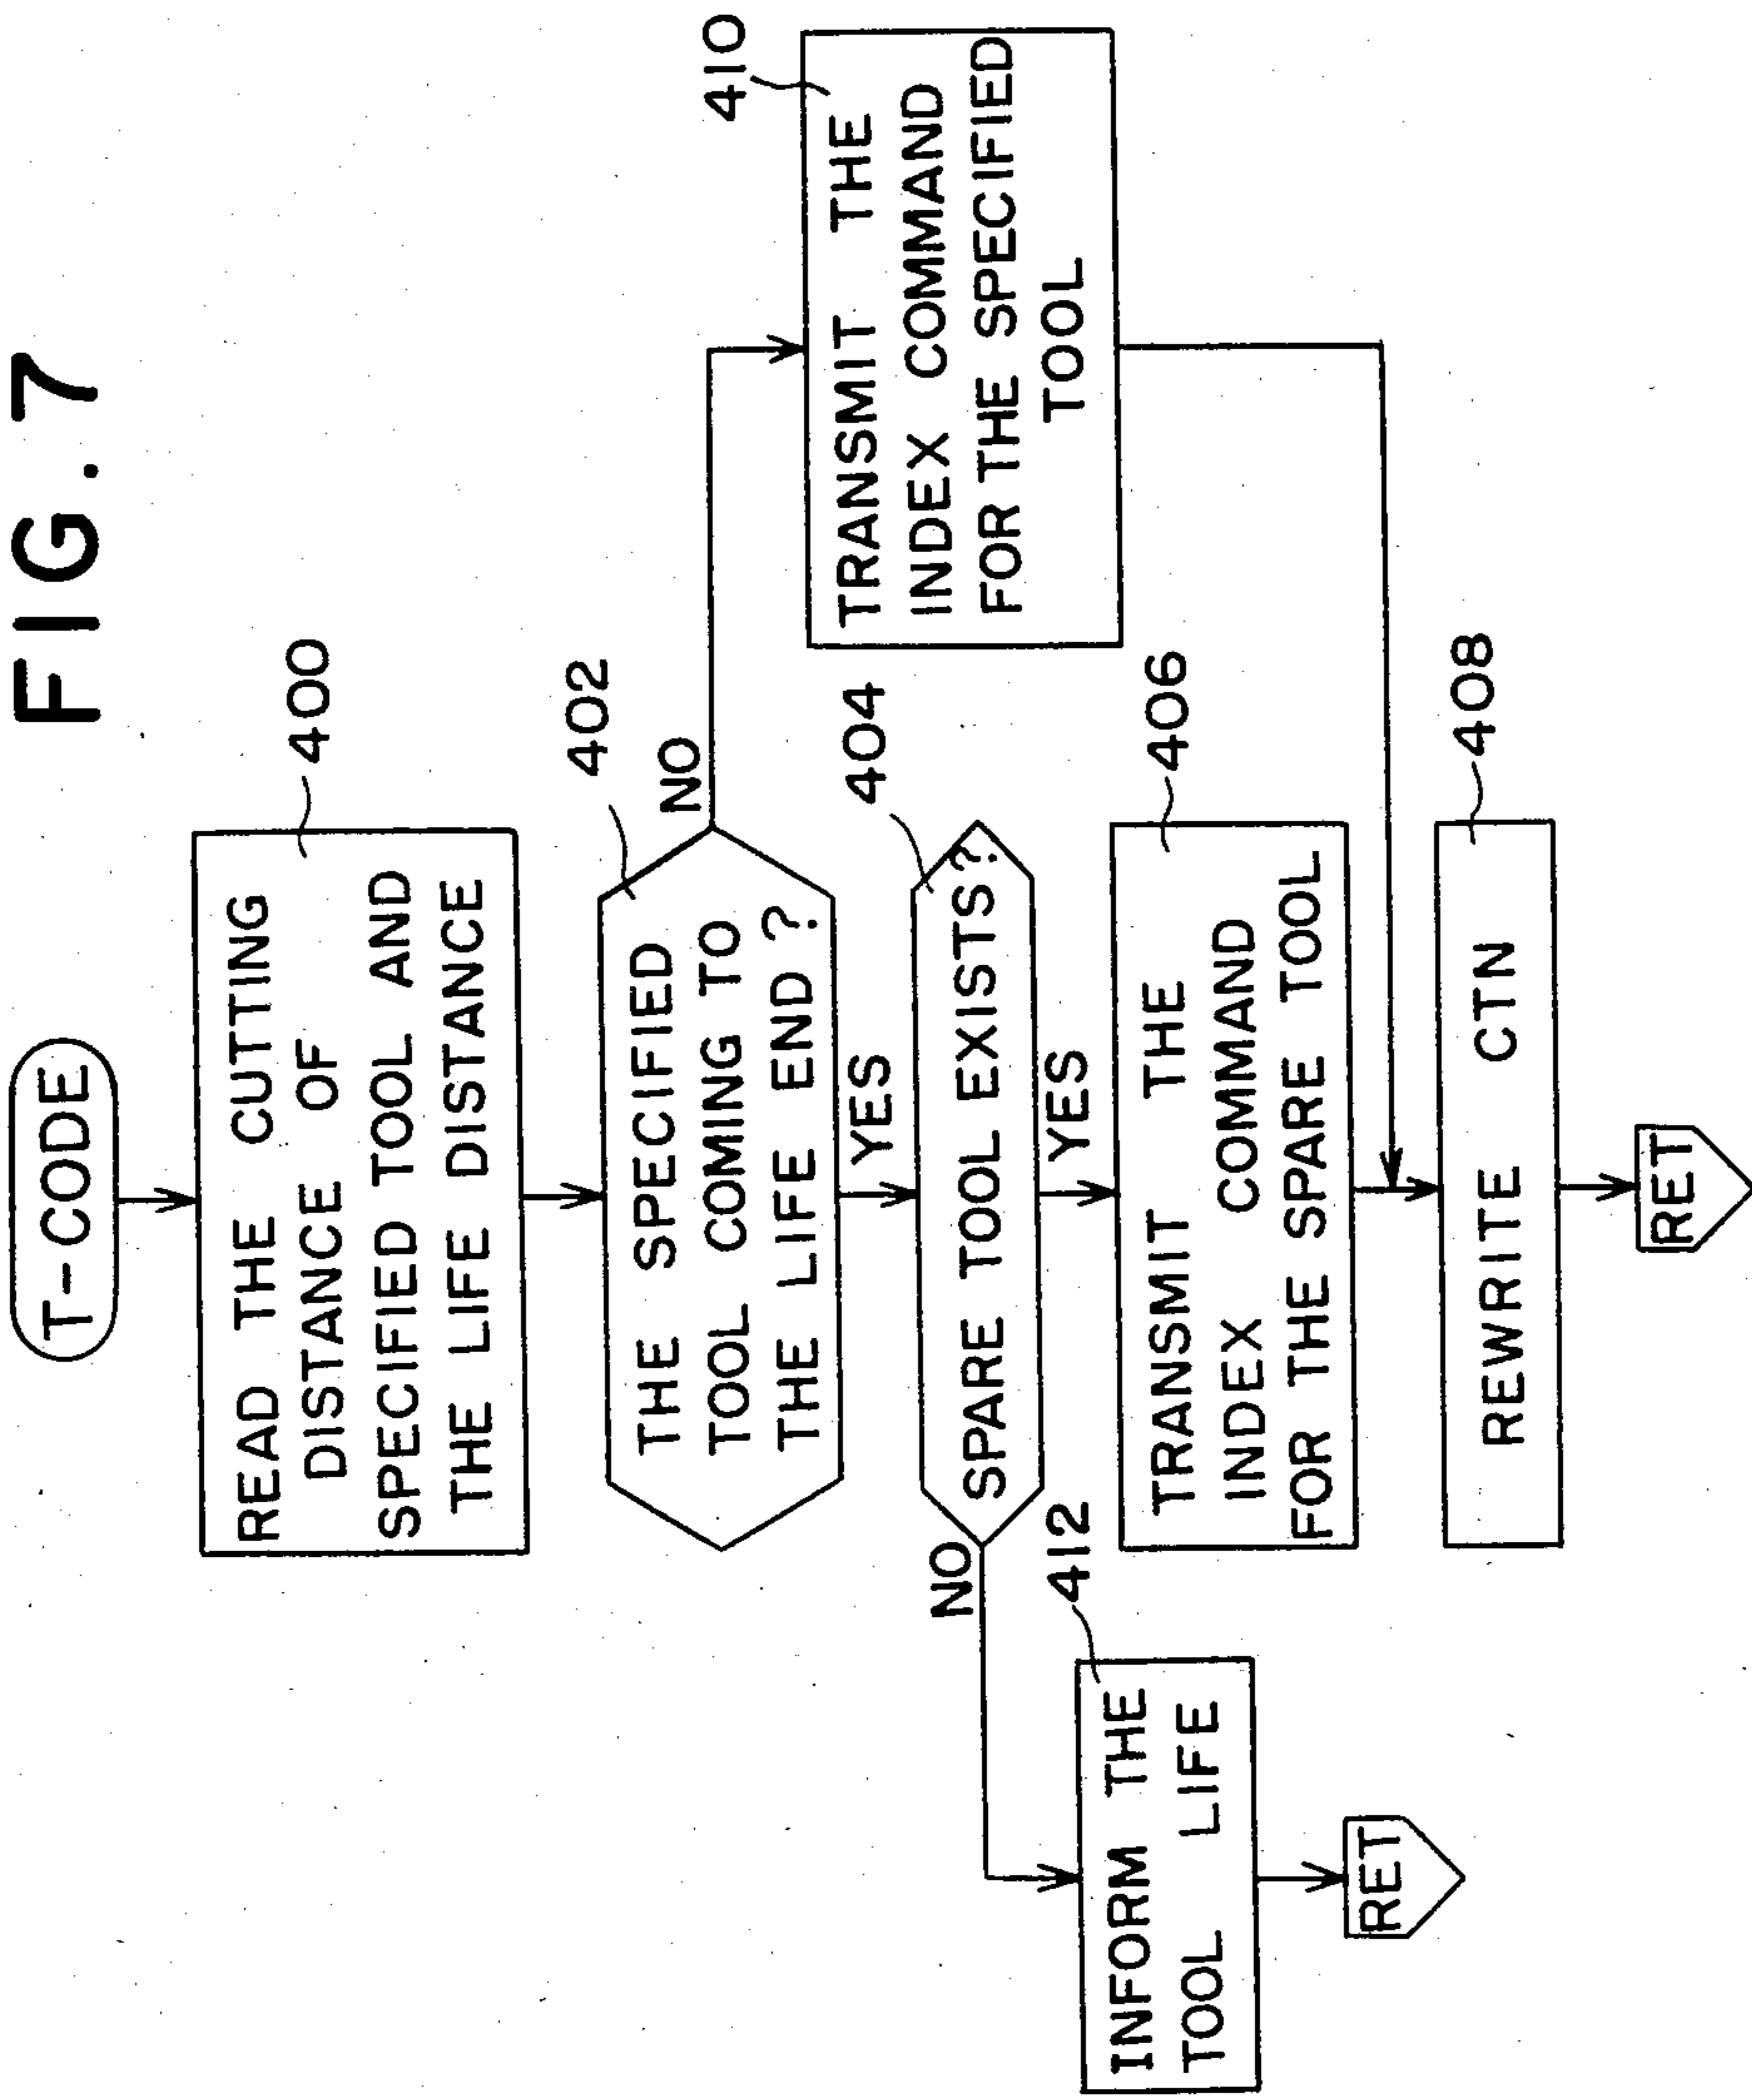 FIG.7
T-CODE
READ THE CUTTING
DISTANCE OF
SPECIFIED TOOL AND
THE LIFE DISTANCE
400
THE SPECIFIED
TOOL COMING TO
THE LIFE END?
402
NO
YES
TRANSMIT THE
INDEX COMMAND
FOR THE SPECIFIED
TOOL
410
SPARE TOOL EXISTS?
404
NO
YES
INFORM THE
TOOL LIFE
412
RET
TRANSMIT THE
INDEX COMMAND
FOR THE SPARE TOOL
406
REWRITE CTN
408
RET